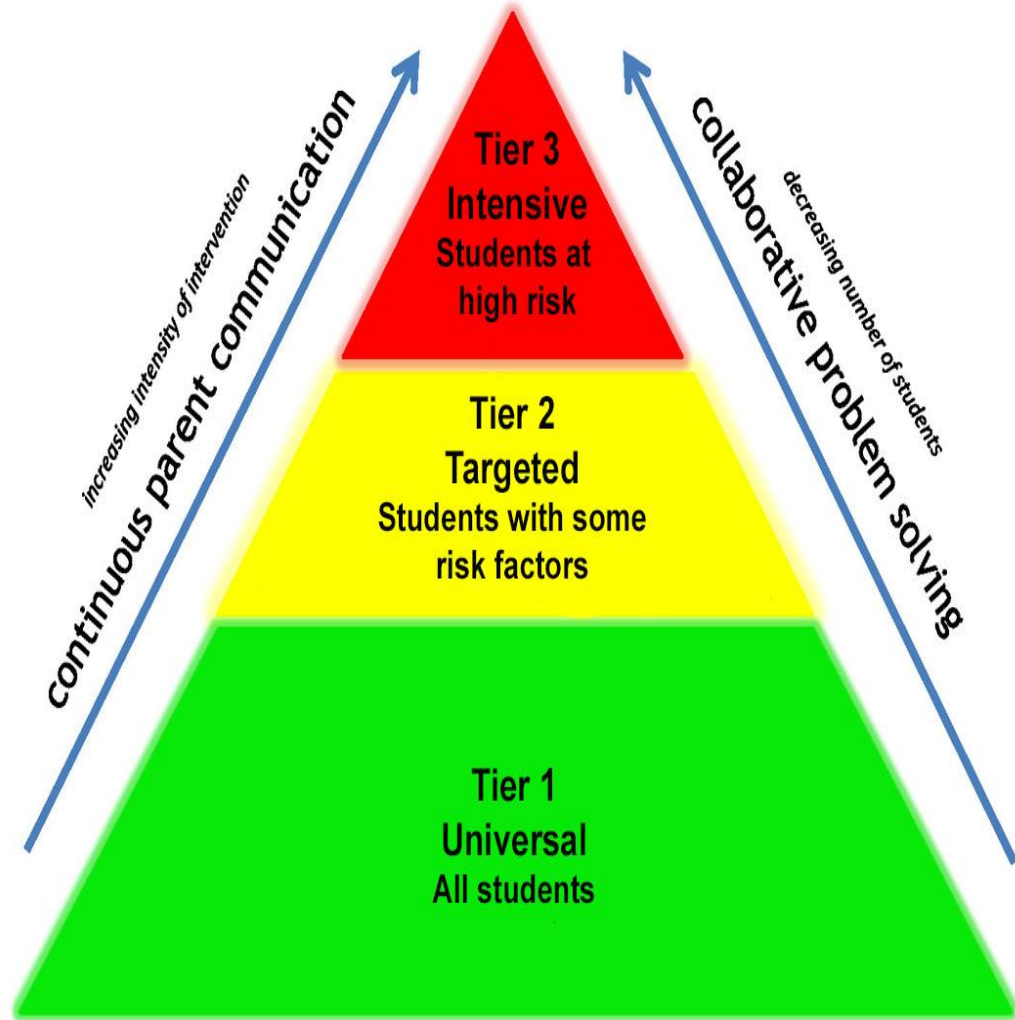 Tier 3
Intensive
Students at
high risk
Tier 2
Targeted
Students with some
risk factors
Tier 1
Universal
All students
increasing intensity of intervention
continuous parent communication
collaborative problem solving
decreasing number of students